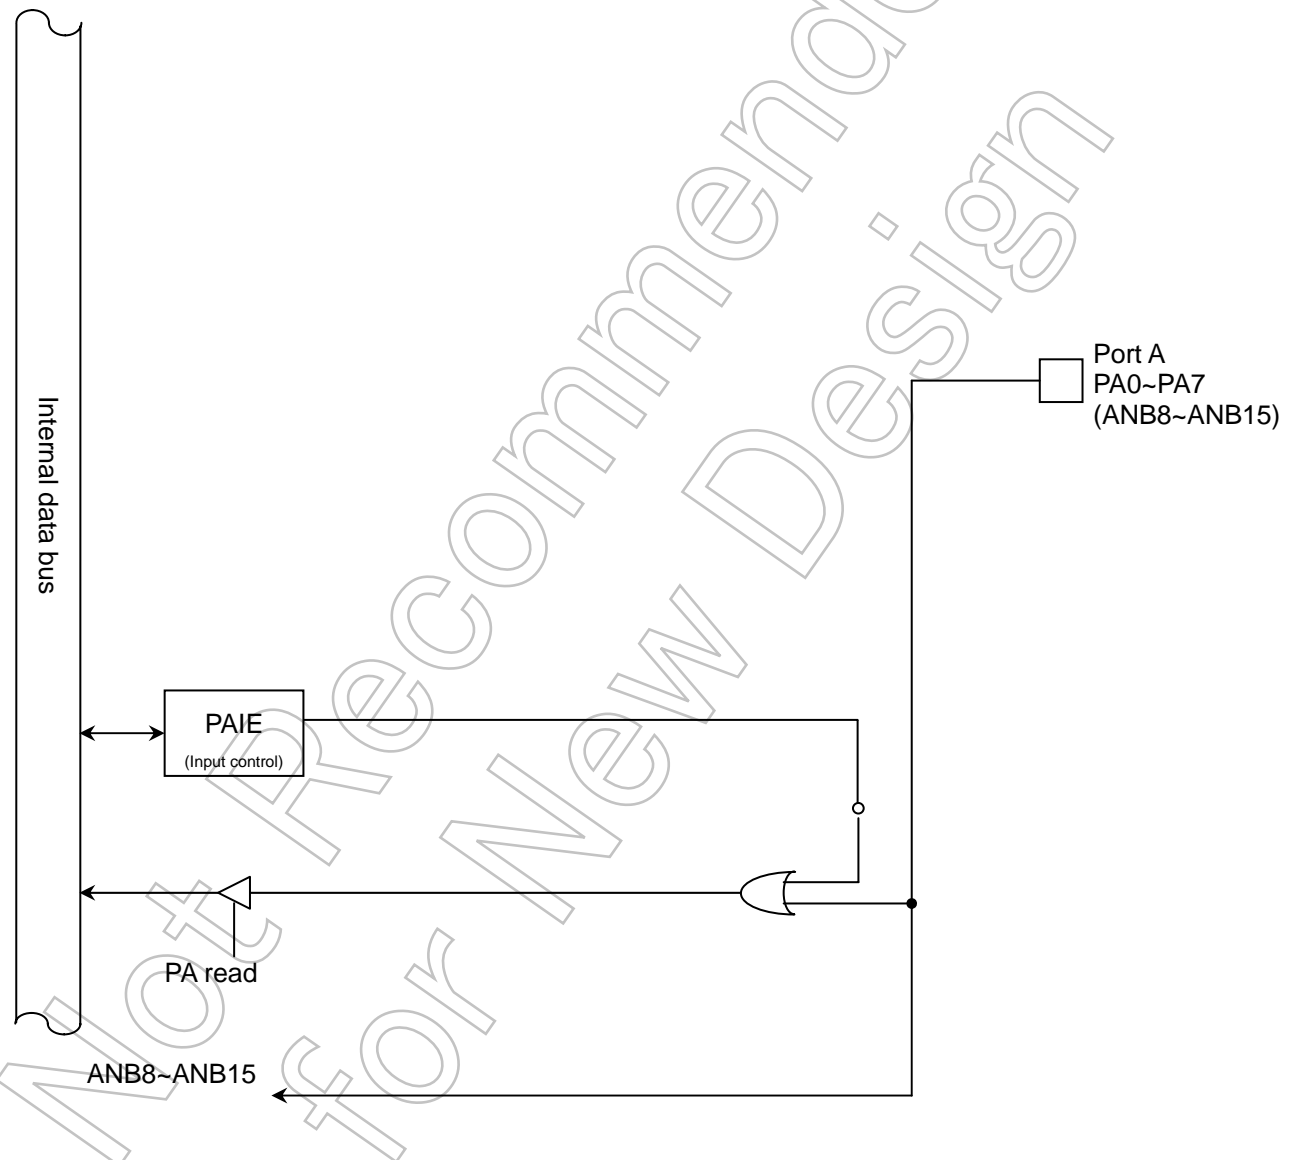 Not Recommende
for New Design
Port A
PA0~PA7
(ANB8~ANB15)
Internal data bus
PAIE
(Input control)
PA read
ANB8~ANB15